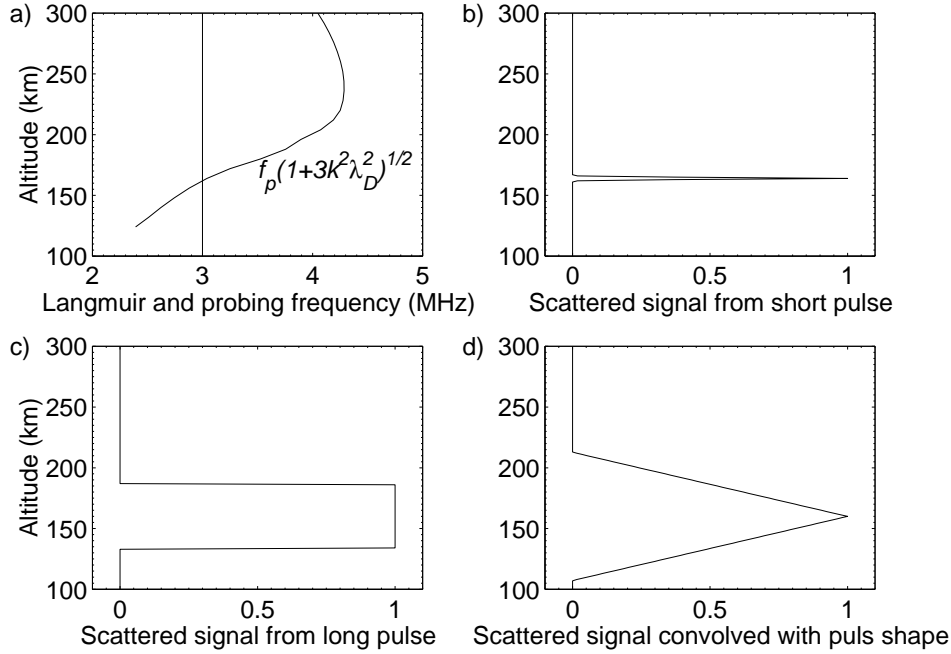 a)
300
250
200
150
100
Altitude (km)
f_p(1+3k^2λ_D^2)^1/2
2 3 4 5
Langmuir and probing frequency (MHz)
b)
300
250
200
150
100
0 0.5 1
Scattered signal from short pulse
c)
300
250
200
150
100
Altitude (km)
0 0.5 1
Scattered signal from long pulse
d)
300
250
200
150
100
0 0.5 1
Scattered signal convolved with puls shape